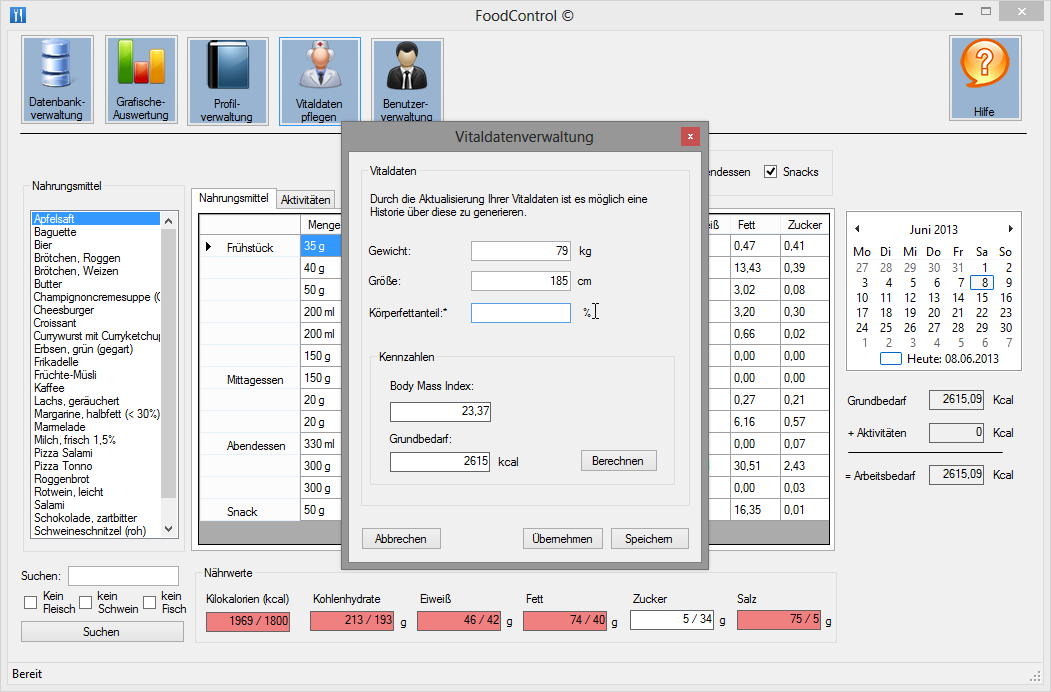 FoodControl ©
Datenbank-
verwaltung
Grafische-
Auswertung
Profil-
verwaltung
Vitaldaten
pflegen
Benutzer-
verwaltung
Hilfe
Vitaldatenverwaltung
Vitaldaten
Durch die Aktualisierung Ihrer Vitaldaten ist es möglich eine
Historie über diese zu generieren.
Gewicht: 79 kg
Größe: 185 cm
Körperfettanteil:* %
Kennzahlen
Body Mass Index:
23,37
Grundbedarf:
2615 kcal
Berechnen
Abbrechen Übernehmen Speichern
Snacks
Nahrungsmittel
Apfelsaft
Baguette
Bier
Brötchen, Roggen
Brötchen, Weizen
Butter
Champignoncremesuppe (
Cheesburger
Croissant
Currywurst mit Curryketchup
Erbsen, grün (gegart)
Frikadelle
Früchte-Müsli
Kaffee
Lachs, geräuchert
Margarine, halbfett (< 30%)
Marmelade
Milch, frisch 1,5%
Pizza Salami
Pizza Tonno
Roggenbrot
Rotwein, leicht
Salami
Schokolade, zartbitter
Schweineschnitzel (roh)
Nahrungsmittel Aktivitäten
Menge Fett Zucker
Frühstück 35 g 0,47 0,41
40 g 13,43 0,39
50 g 3,02 0,08
200 ml 3,20 0,30
200 ml 0,66 0,02
150 g 0,00 0,00
Mittagessen 150 g 0,00 0,00
20 g 0,27 0,21
20 g 6,16 0,57
Abendessen 330 ml 0,00 0,07
300 g 30,51 2,43
300 g 0,00 0,03
Snack 50 g 16,35 0,01
Juni 2013
Mo Di Mi Do Fr Sa So
27 28 29 30 31 1 2
3 4 5 6 7 8 9
10 11 12 13 14 15 16
17 18 19 20 21 22 23
24 25 26 27 28 29 30
1 2 3 4 5 6 7
Heute: 08.06.2013
Grundbedarf 2615,09 Kcal
+ Aktivitäten 0 Kcal
= Arbeitsbedarf 2615,09 Kcal
Suchen:
Kein
Fleisch
kein
Schwein
kein
Fisch
Suchen
Nährwerte
Kilokalorien (kcal) Kohlenhydrate Eiweiß Fett Zucker Salz
1969 / 1800 213 / 193 g 46 / 42 g 74 / 40 g 5 / 34 g 75 / 5 g
Bereit